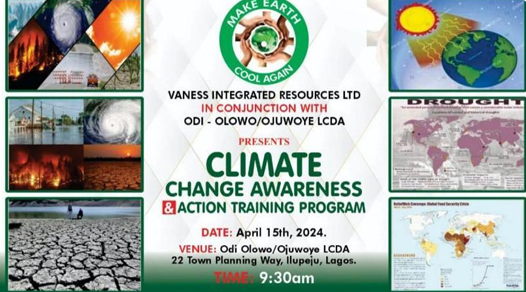 MAKE EARTH
COOL AGAIN
VANESS INTEGRATED RESOURCES LTD
IN CONJUNCTION WITH
ODI - OLOWO/OJUWOYE LCDA
PRESENTS
CLIMATE
CHANGE AWARENESS
& ACTION TRAINING PROGRAM
DATE: April 15th, 2024.
VENUE: Odi Olowo/Ojuwoye LCDA
22 Town Planning Way, Ilupeju, Lagos.
TIME: 9:30am
DROUGHT